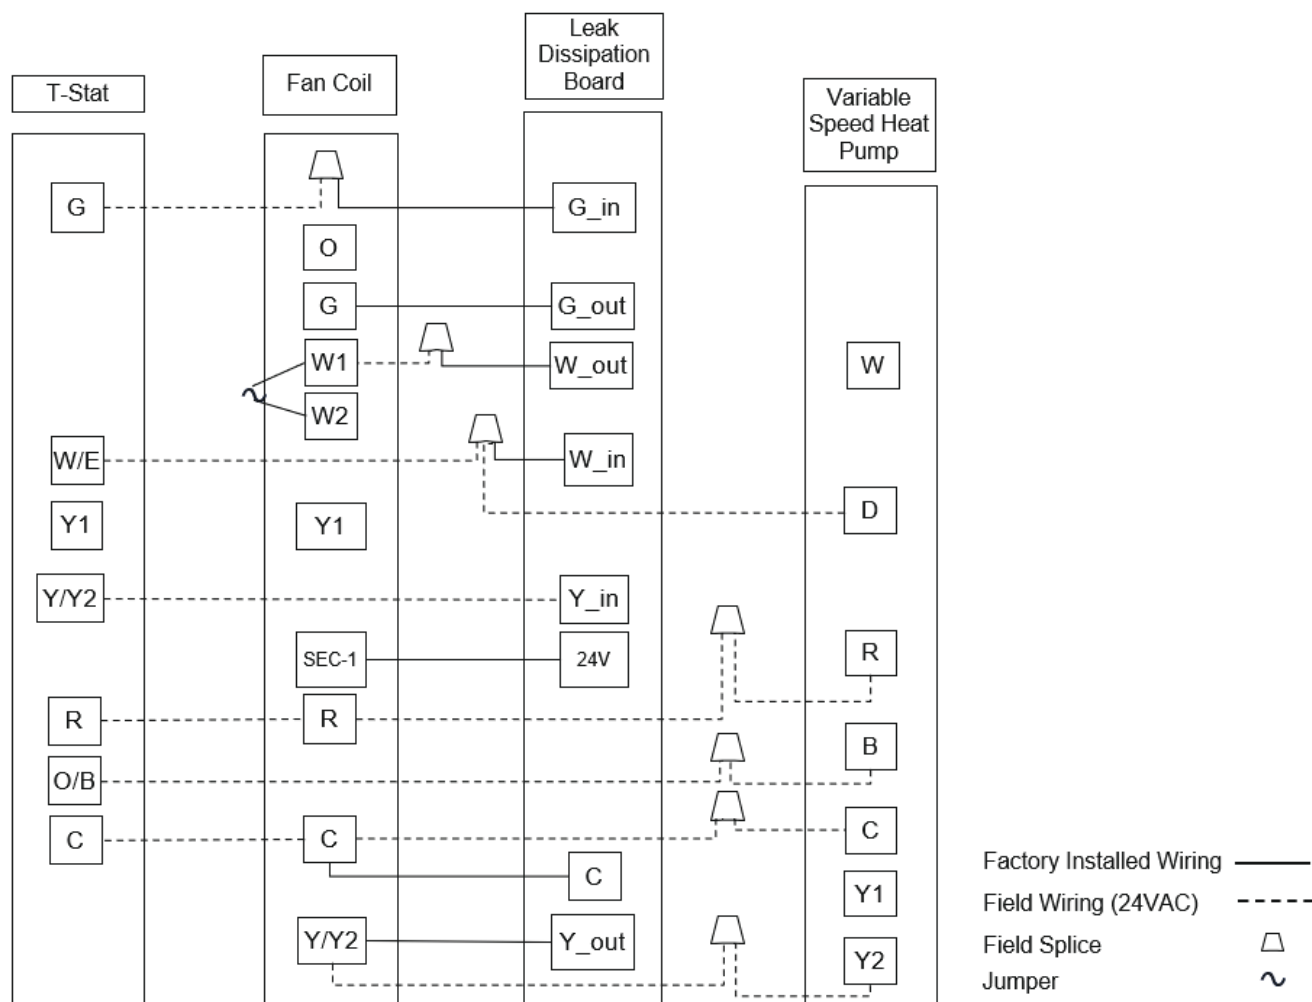 T-Stat
Fan Coil
Leak
Dissipation
Board
Variable
Speed Heat
Pump
G
W/E
Y1
Y/Y2
R
O/B
C
O
G
W1
W2
Y1
SEC-1
R
C
Y/Y2
G_in
G_out
W_out
W_in
Y_in
24V
C
Y_out
W
D
R
B
C
Y1
Y2
Factory Installed Wiring
Field Wiring (24VAC)
Field Splice
Jumper